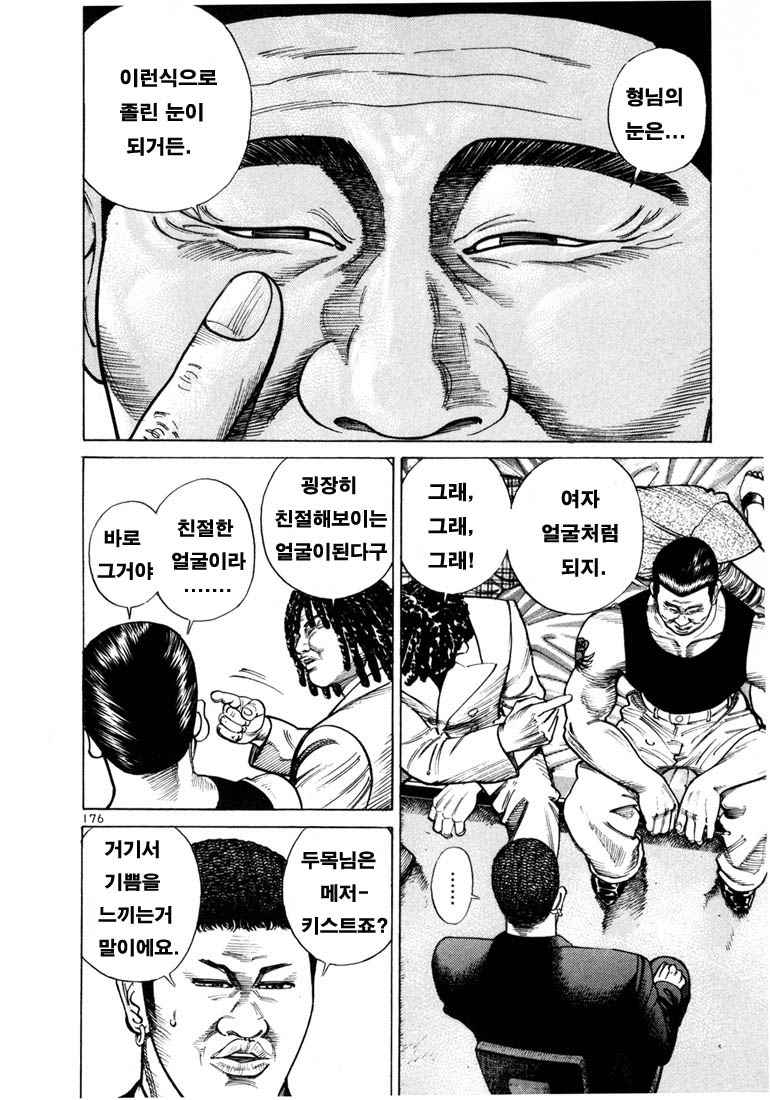 형님의
눈은...
이런식으로
졸린 눈이
되거든.
여자
얼굴처럼
되지.
그래,
그래,
그래!
......
굉장히
친절해보이는
얼굴이된다구
친절한
얼굴이라
.......
바로
그거야
176
두목님은
메저-
키스트죠?
거기서
기쁨을
느끼는거
말이에요.